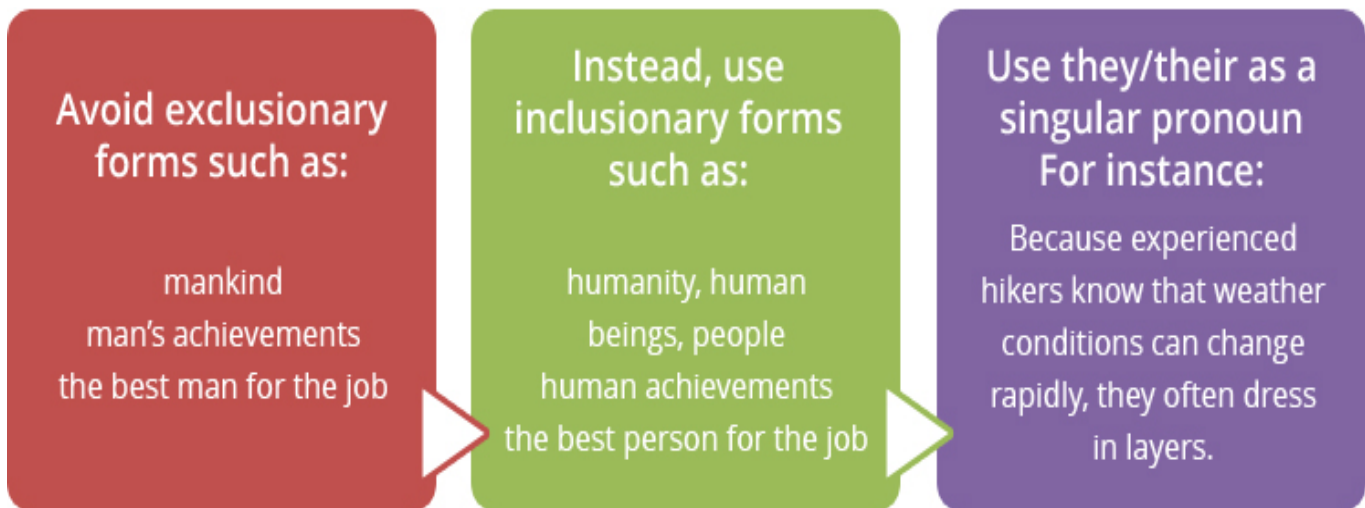 Avoid exclusionary
forms such as:
mankind
man's achievements
the best man for the job
Instead, use
inclusionary forms
such as:
humanity, human
beings, people
human achievements
the best person for the job
Use they/their as a
singular pronoun
For instance:
Because experienced
hikers know that weather
conditions can change
rapidly, they often dress
in layers.